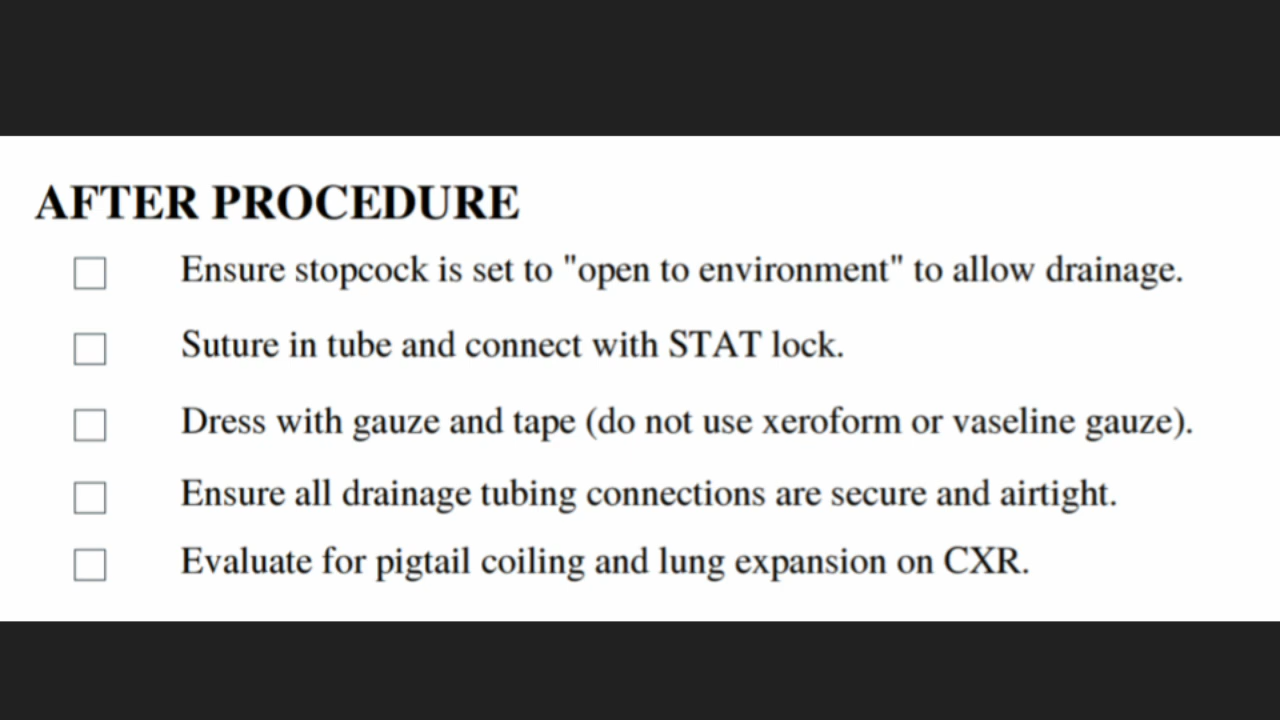 AFTER PROCEDURE
Ensure stopcock is set to "open to environment" to allow drainage.
Suture in tube and connect with STAT lock.
Dress with gauze and tape (do not use xeroform or vaseline gauze).
Ensure all drainage tubing connections are secure and airtight.
Evaluate for pigtail coiling and lung expansion on CXR.